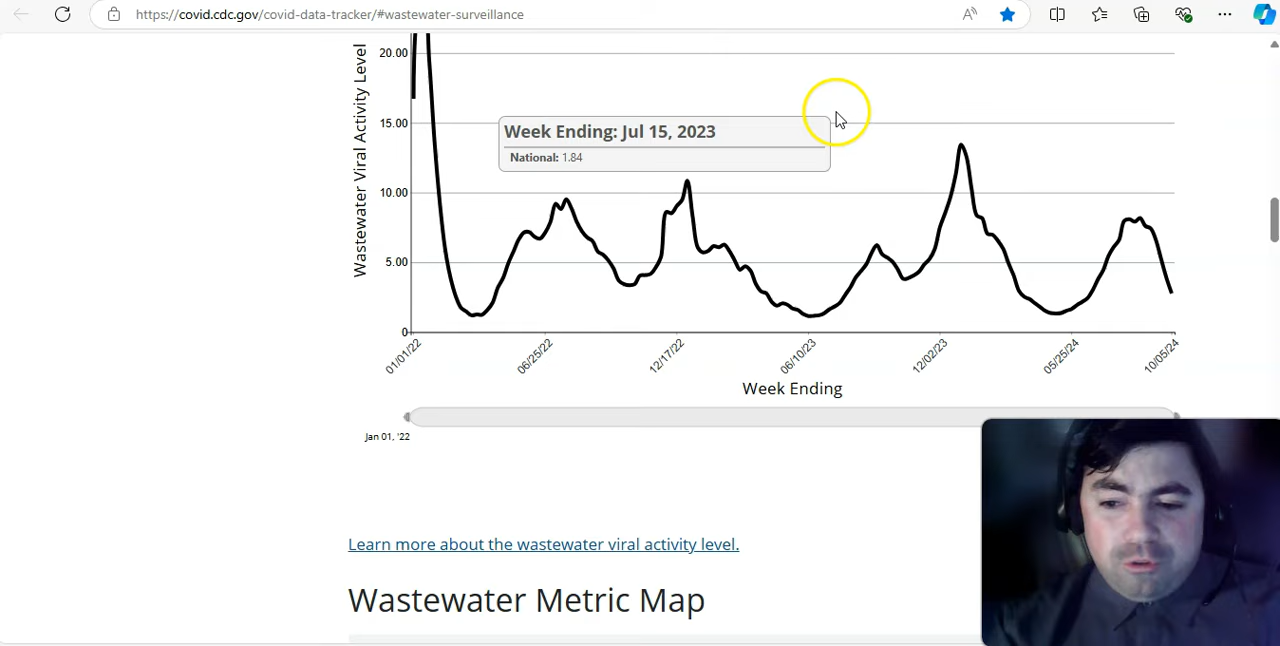 https://covid.cdc.gov/covid-data-tracker/#wastewater-surveillance
Wastewater Viral Activity Level
20.00
15.00
10.00
5.00
0
Week Ending: Jul 15, 2023
National: 1.84
01/01/22
06/25/22
12/17/22
06/10/23
12/02/23
05/25/24
10/05/24
Week Ending
Jan 01, '22
Learn more about the wastewater viral activity level.
Wastewater Metric Map